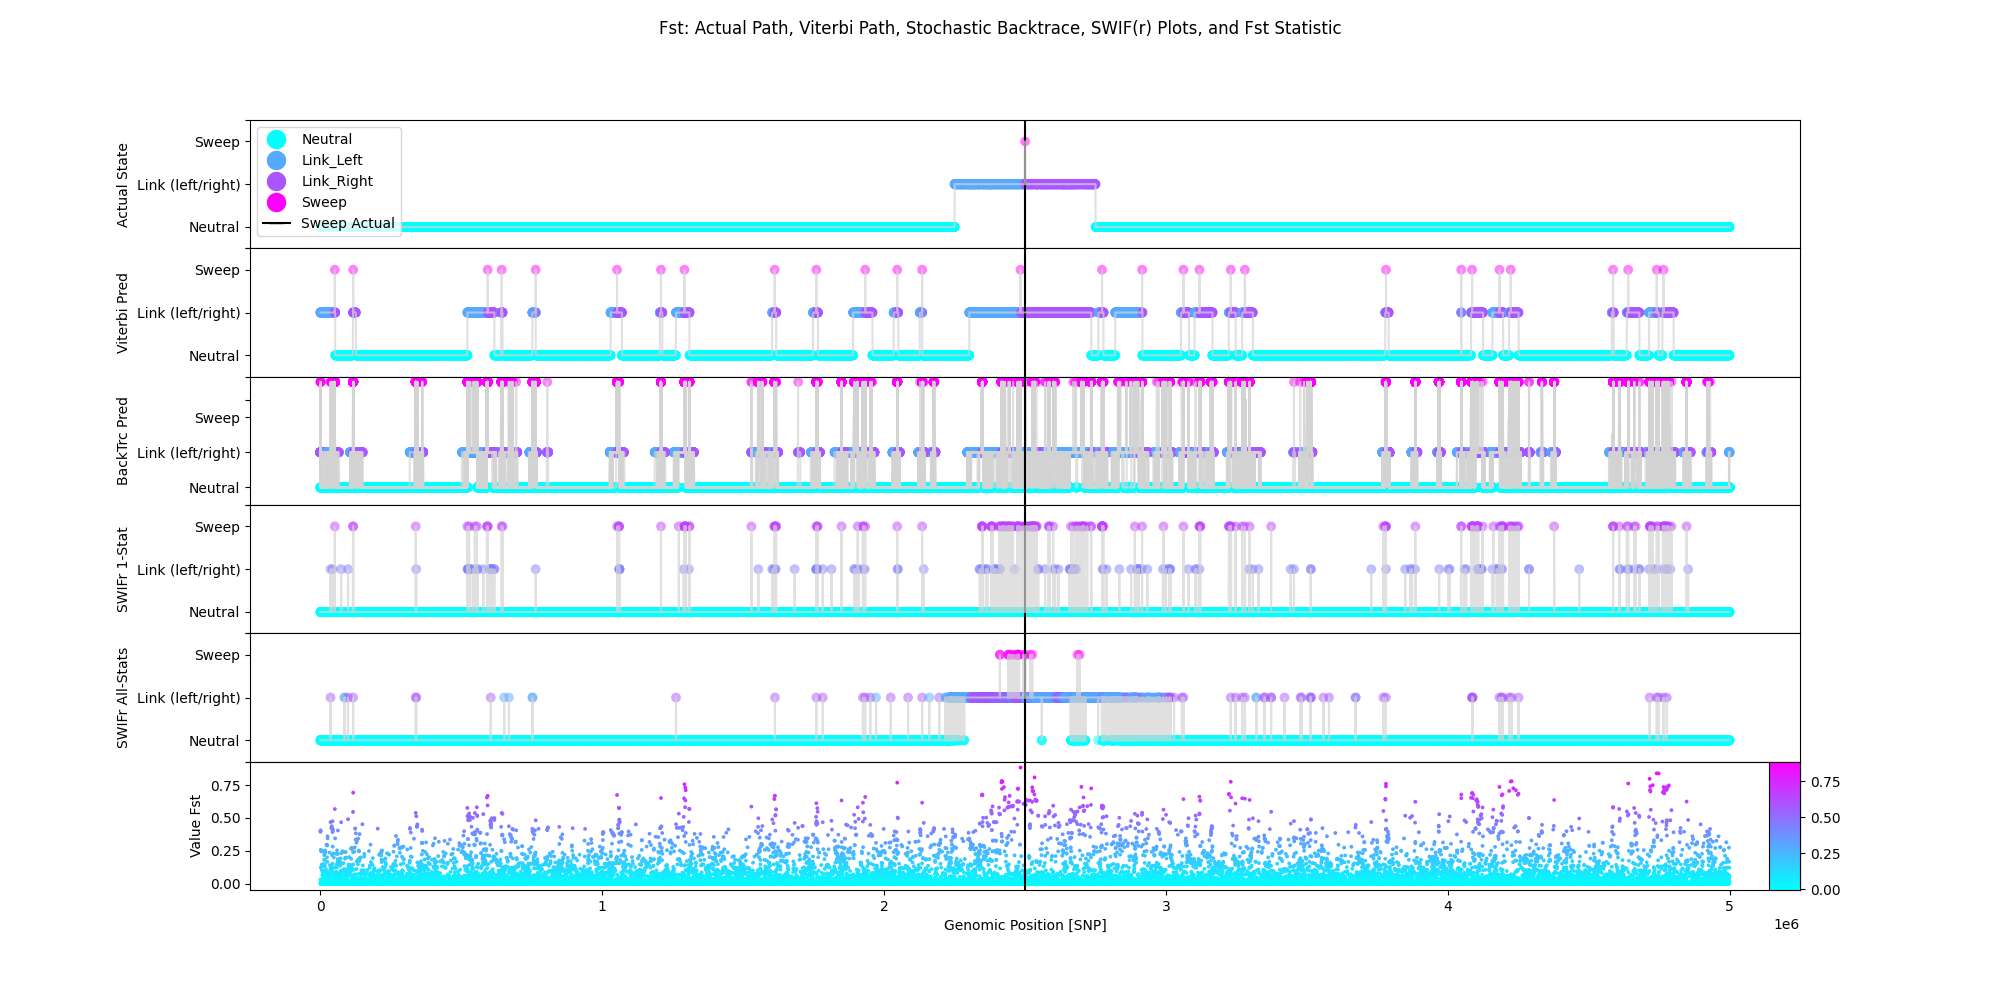 Fst: Actual Path, Viterbi Path, Stochastic Backtrace, SWIF(r) Plots, and Fst Statistic
Actual State
Sweep
Link (left/right)
Neutral
Neutral
Link_Left
Link_Right
Sweep
Sweep Actual
Viterbi Pred
Sweep
Link (left/right)
Neutral
BackTrc Pred
Sweep
Link (left/right)
Neutral
SWIFr 1-Stat
Sweep
Link (left/right)
Neutral
SWIFr All-Stats
Sweep
Link (left/right)
Neutral
Value Fst
0.75
0.50
0.25
0.00
0.75
0.50
0.25
0.00
0 1 2 3 4 5
1e6
Genomic Position [SNP]